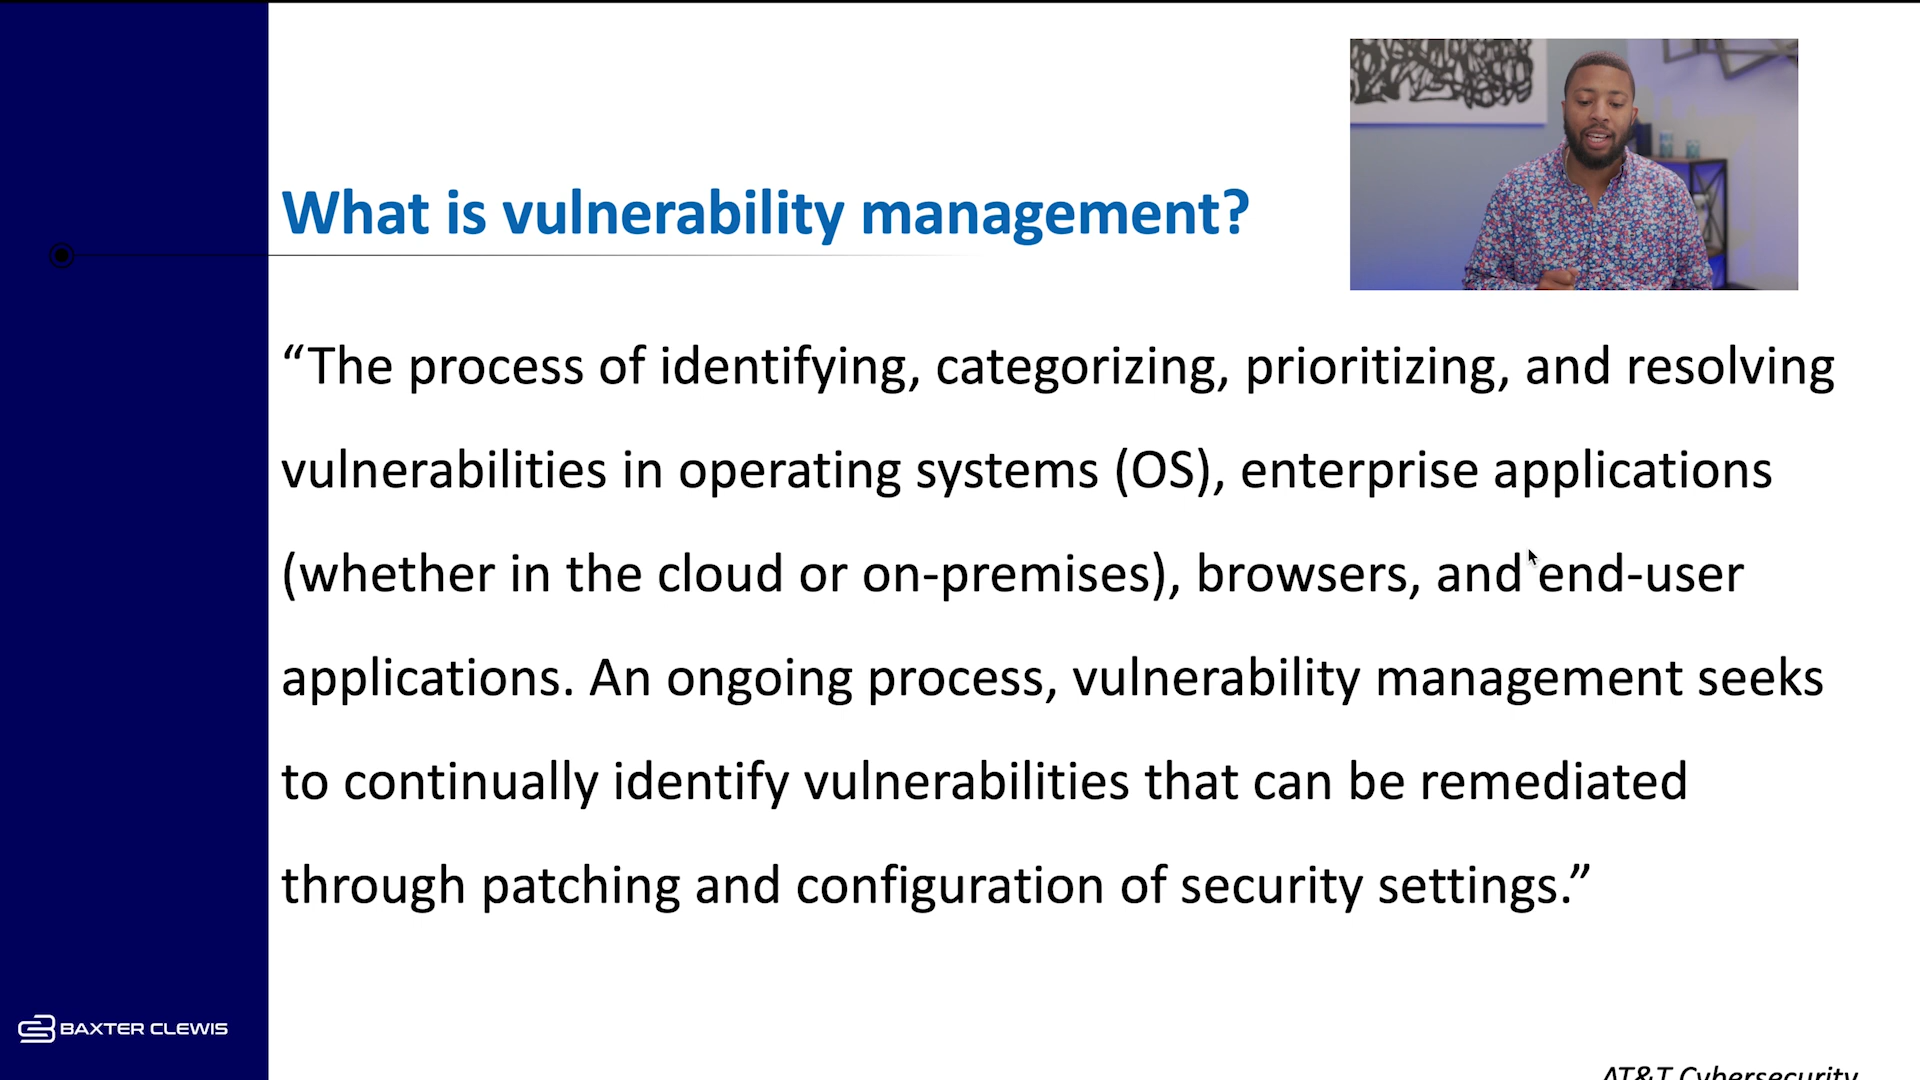 What is vulnerability management?
“The process of identifying, categorizing, prioritizing, and resolving
vulnerabilities in operating systems (OS), enterprise applications
(whether in the cloud or on-premises), browsers, and end-user
applications. An ongoing process, vulnerability management seeks
to continually identify vulnerabilities that can be remediated
through patching and configuration of security settings.”
BAXTER CLEWIS
AT&T Cybersecurity